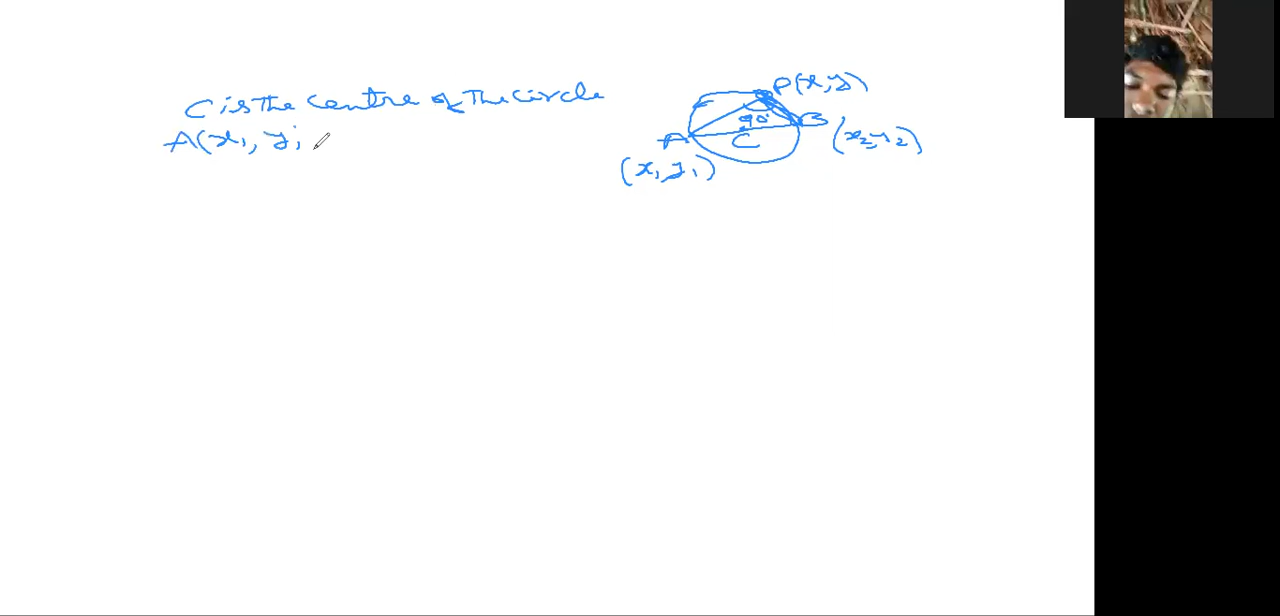 C is the centre of the circle
A(x1, y1
P(x,y)
90°
A
C
B
(x2,y2)
(x1,y1)